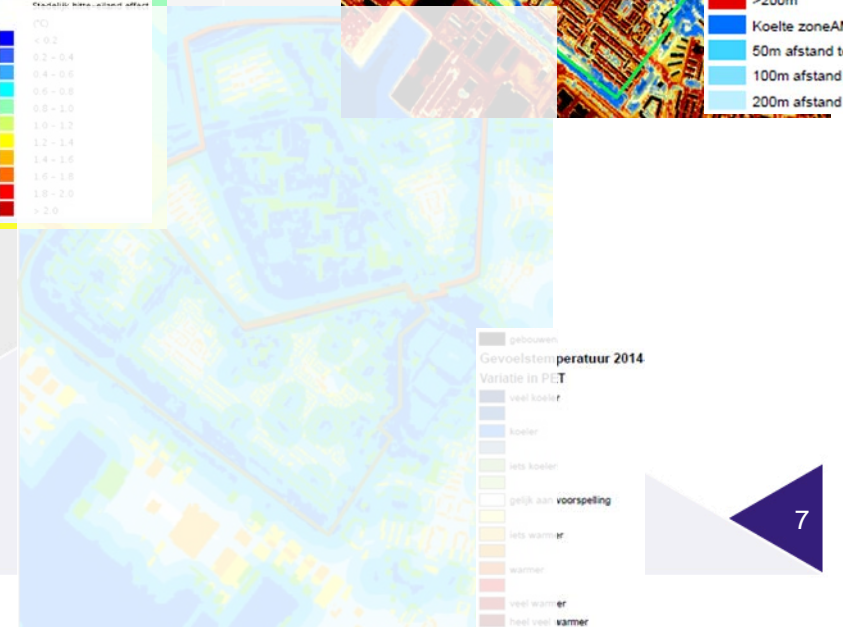 Stedelijk hitte-eiland effect
(°C)
< 0.2
0.2 - 0.4
0.4 - 0.6
0.6 - 0.8
0.8 - 1.0
1.0 - 1.2
1.2 - 1.4
1.4 - 1.6
1.6 - 1.8
1.8 - 2.0
> 2.0
>200m
Koelte zoneAM
50m afstand t
100m afstand
200m afstand
gebouwen
Gevoelstemperatuur 2014
Variatie in PET
veel koeler
koeler
iets koeler
gelijk aan voorspelling
iets warmer
warmer
veel warmer
heel veel warmer
7